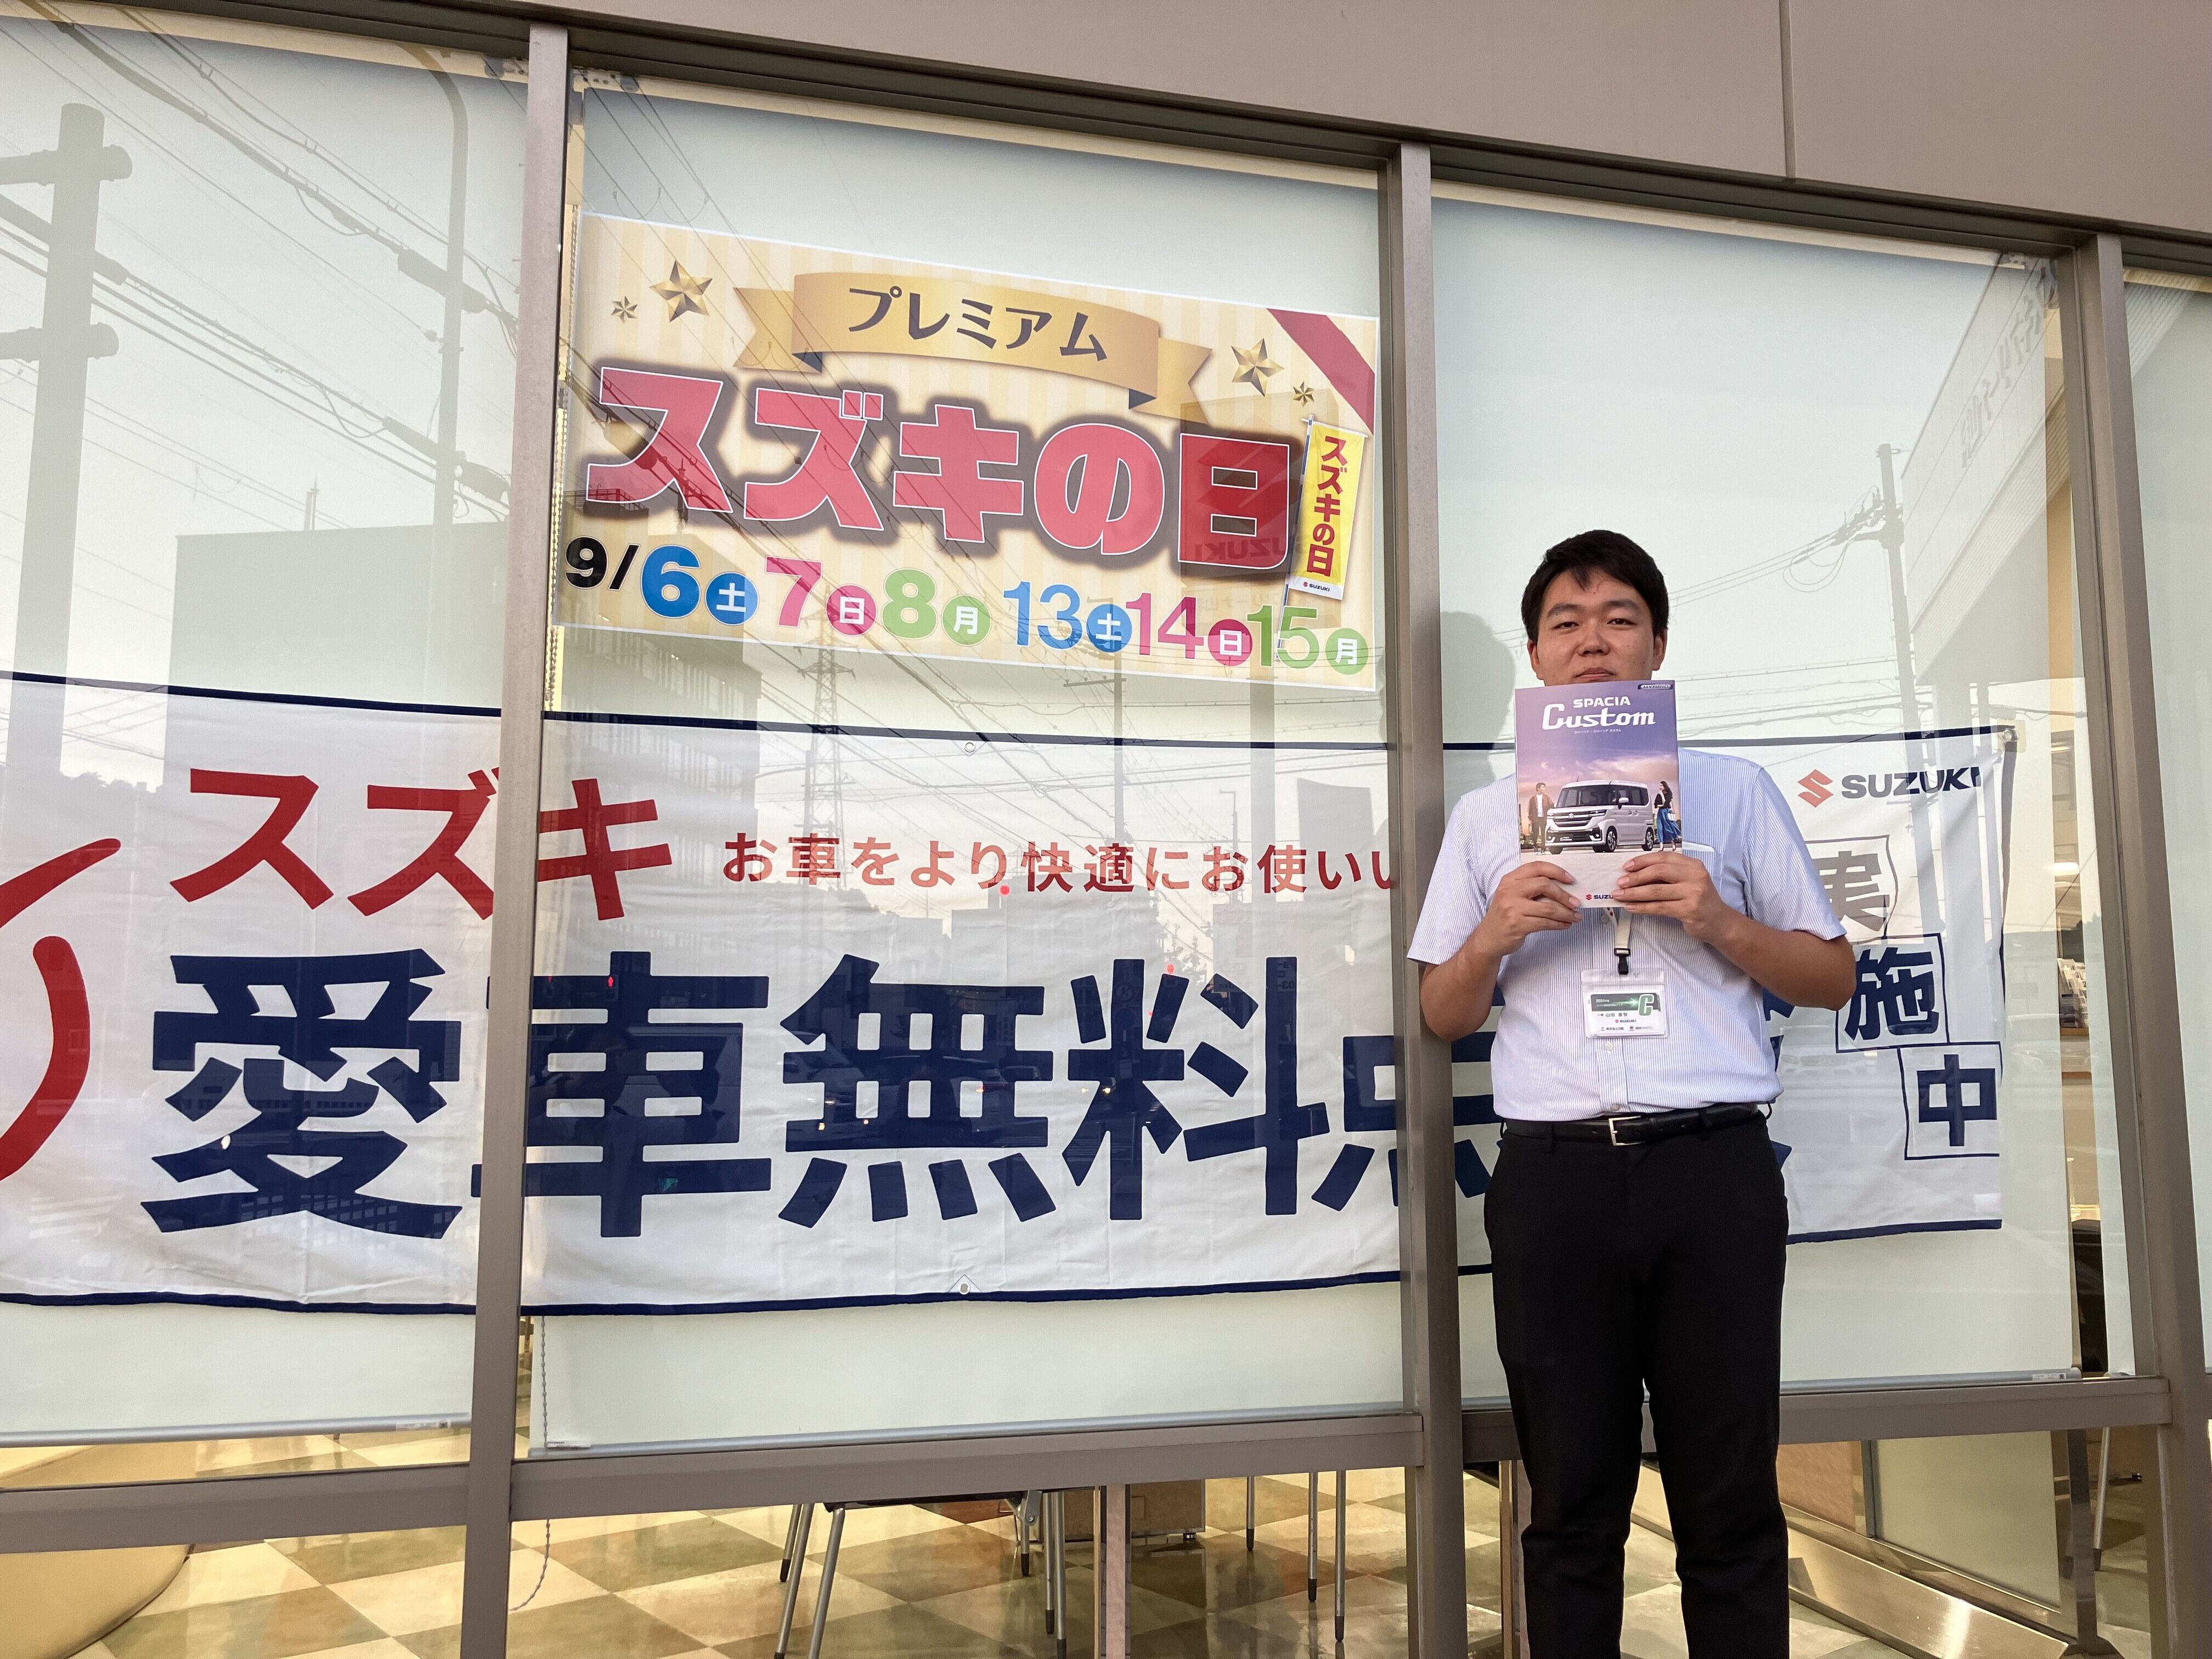 プレミアム
スズキの日
スズキの日
SUZUKI
9/6土 7日 8月 13土 14日 15月
スズキ
お車をより快適にお使いい
愛車無料点
SUZUKI
実
施
中
SPACIA
Custom
SUZU
C
SUZUKI